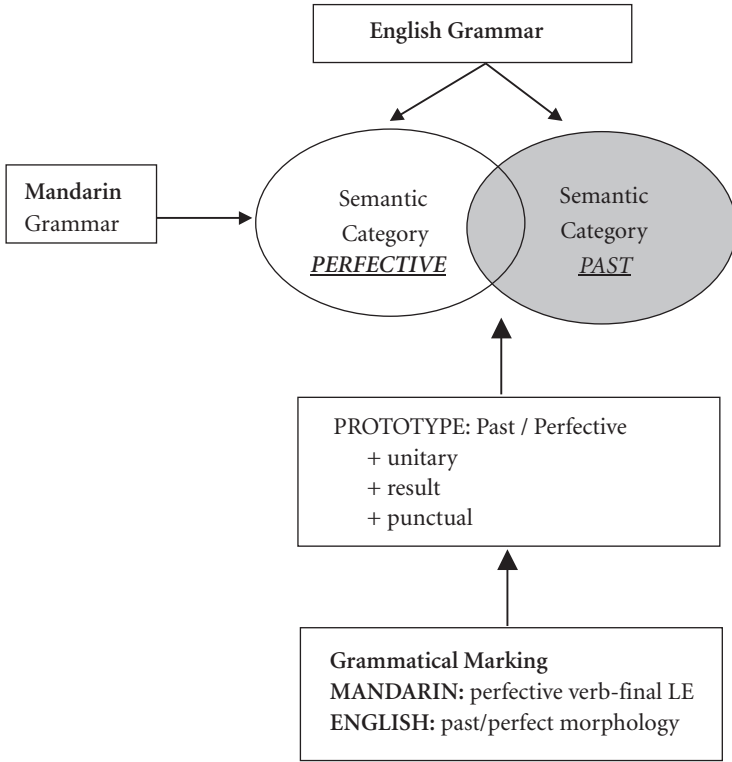 English Grammar
Mandarin
Grammar
Semantic
Category
PERFECTIVE
Semantic
Category
PAST
PROTOTYPE: Past / Perfective
+ unitary
+ result
+ punctual
Grammatical Marking
MANDARIN: perfective verb-final LE
ENGLISH: past/perfect morphology